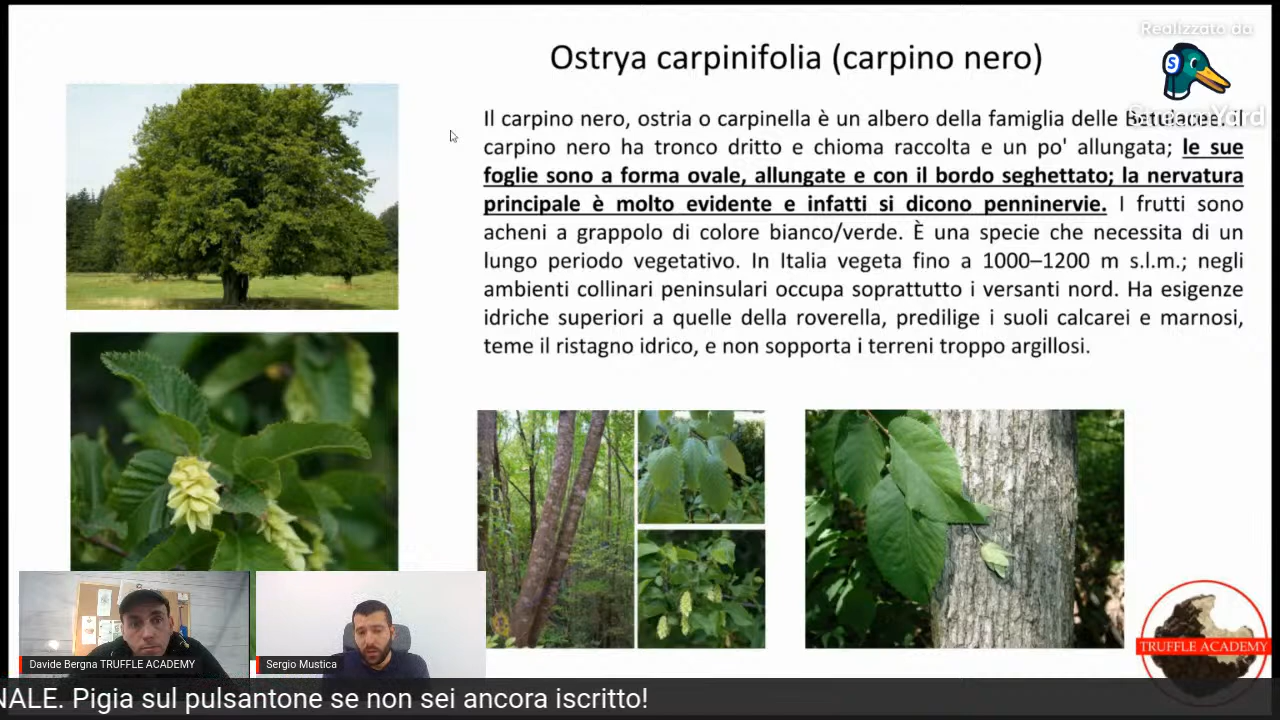 Realizzato da
StreamYard
Ostrya carpinifolia (carpino nero)
Il carpino nero, ostria o carpinella è un albero della famiglia delle Betulacee. Il
carpino nero ha tronco dritto e chioma raccolta e un po' allungata; le sue
foglie sono a forma ovale, allungate e con il bordo seghettato; la nervatura
principale è molto evidente e infatti si dicono penninervie. I frutti sono
acheni a grappolo di colore bianco/verde. È una specie che necessita di un
lungo periodo vegetativo. In Italia vegeta fino a 1000–1200 m s.l.m.; negli
ambienti collinari peninsulari occupa soprattutto i versanti nord. Ha esigenze
idriche superiori a quelle della roverella, predilige i suoli calcarei e marnosi,
teme il ristagno idrico, e non sopporta i terreni troppo argillosi.
TRUFFLE ACADEMY
Davide Bergna TRUFFLE ACADEMY
Sergio Mustica
NALE. Pigia sul pulsantone se non sei ancora iscritto!